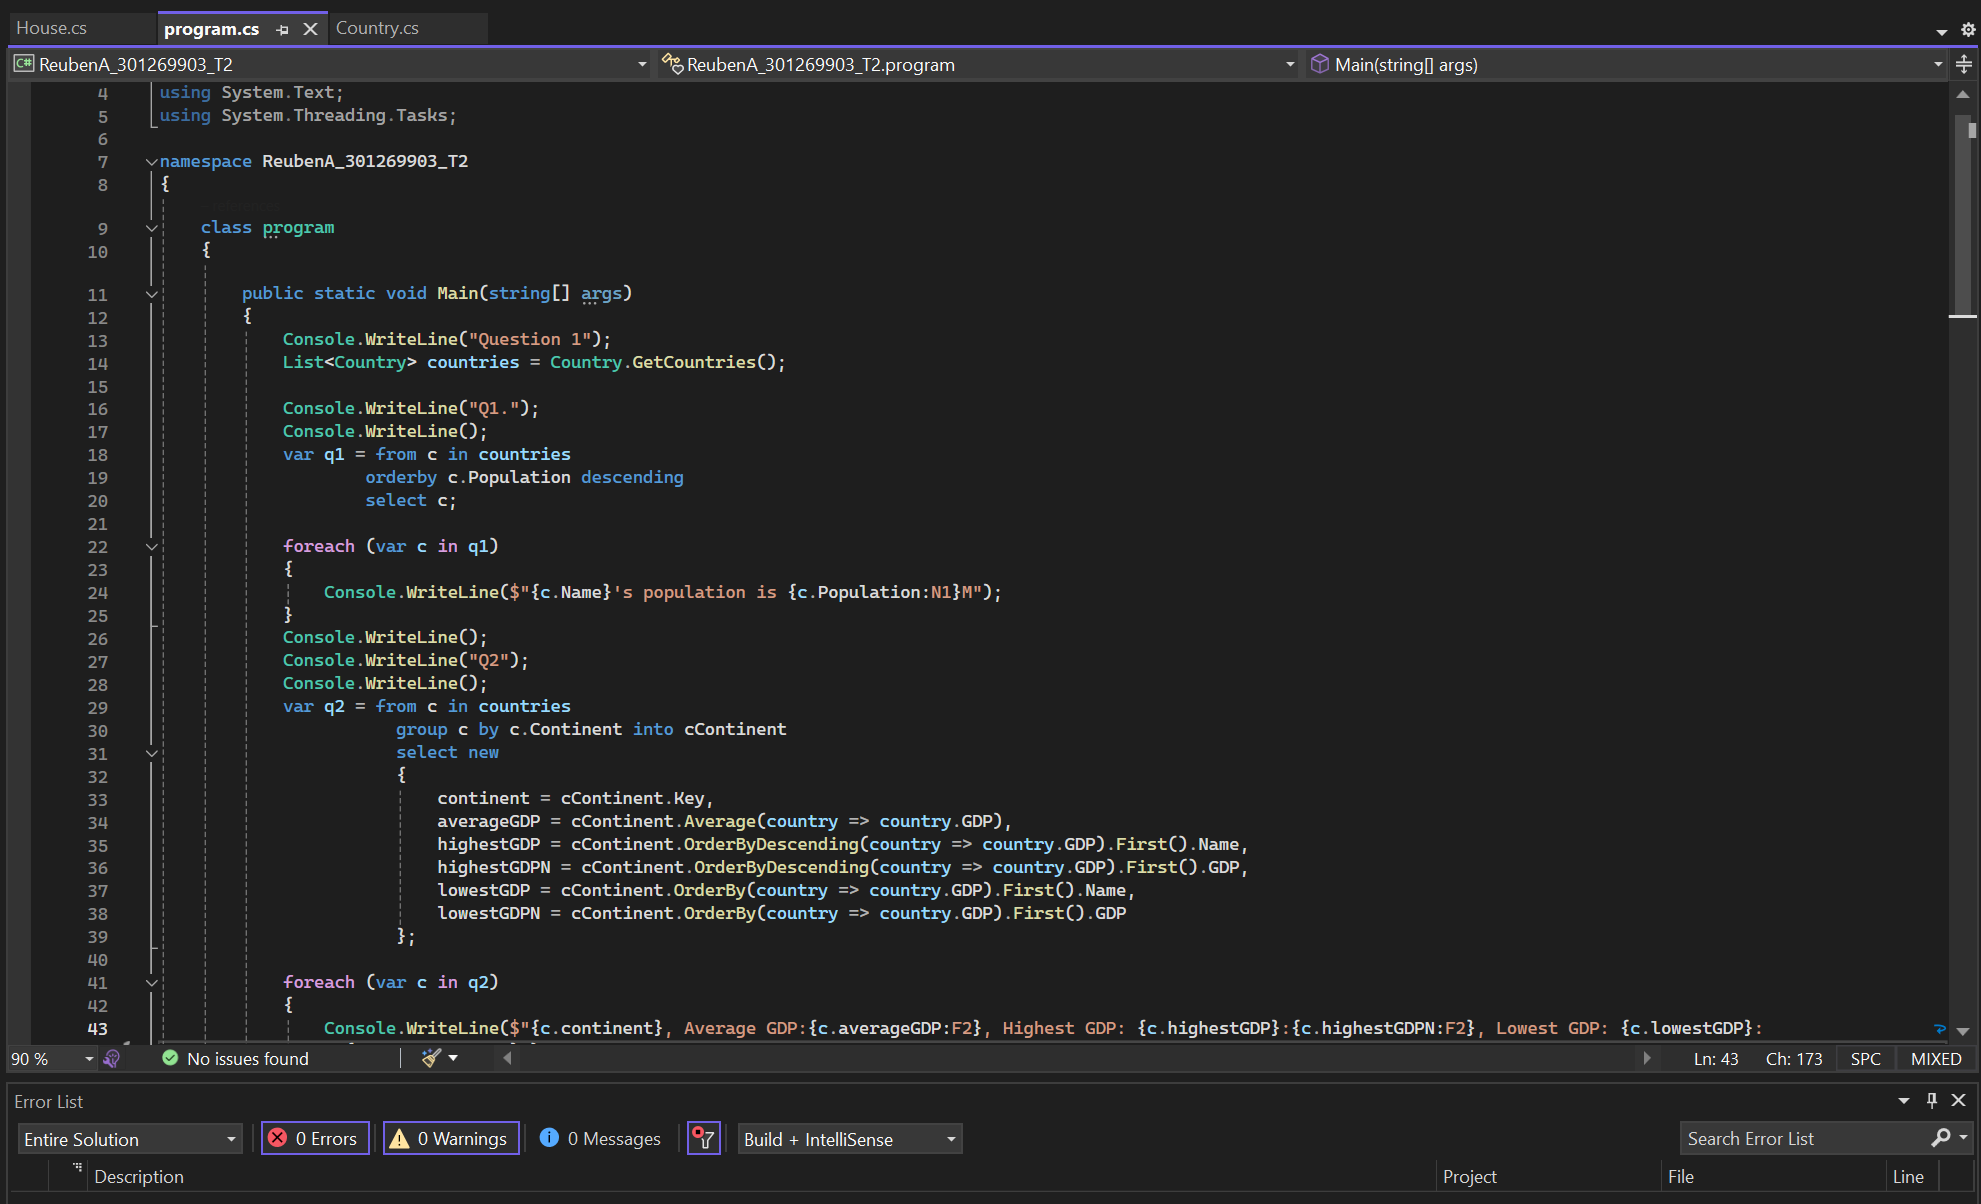 House.cs program.cs Country.cs
ReubenA_301269903_T2 ReubenA_301269903_T2.program Main(string[] args)
4 using System.Text;
5 using System.Threading.Tasks;
6
7 namespace ReubenA_301269903_T2
8 {
9 class program
10 {
11 public static void Main(string[] args)
12 {
13 Console.WriteLine("Question 1");
14 List<Country> countries = Country.GetCountries();
15
16 Console.WriteLine("Q1.");
17 Console.WriteLine();
18 var q1 = from c in countries
19 orderby c.Population descending
20 select c;
21
22 foreach (var c in q1)
23 {
24 Console.WriteLine($"{c.Name}'s population is {c.Population:N1}M");
25 }
26 Console.WriteLine();
27 Console.WriteLine("Q2");
28 Console.WriteLine();
29 var q2 = from c in countries
30 group c by c.Continent into cContinent
31 select new
32 {
33 continent = cContinent.Key,
34 averageGDP = cContinent.Average(country => country.GDP),
35 highestGDP = cContinent.OrderByDescending(country => country.GDP).First().Name,
36 highestGDPN = cContinent.OrderByDescending(country => country.GDP).First().GDP,
37 lowestGDP = cContinent.OrderBy(country => country.GDP).First().Name,
38 lowestGDPN = cContinent.OrderBy(country => country.GDP).First().GDP
39 };
40
41 foreach (var c in q2)
42 {
43 Console.WriteLine($"{c.continent}, Average GDP:{c.averageGDP:F2}, Highest GDP: {c.highestGDP}:{c.highestGDPN:F2}, Lowest GDP: {c.lowestGDP}:
90 % No issues found Ln: 43 Ch: 173 SPC MIXED
Error List
Entire Solution 0 Errors 0 Warnings 0 Messages Build + IntelliSense Search Error List
Description Project File Line